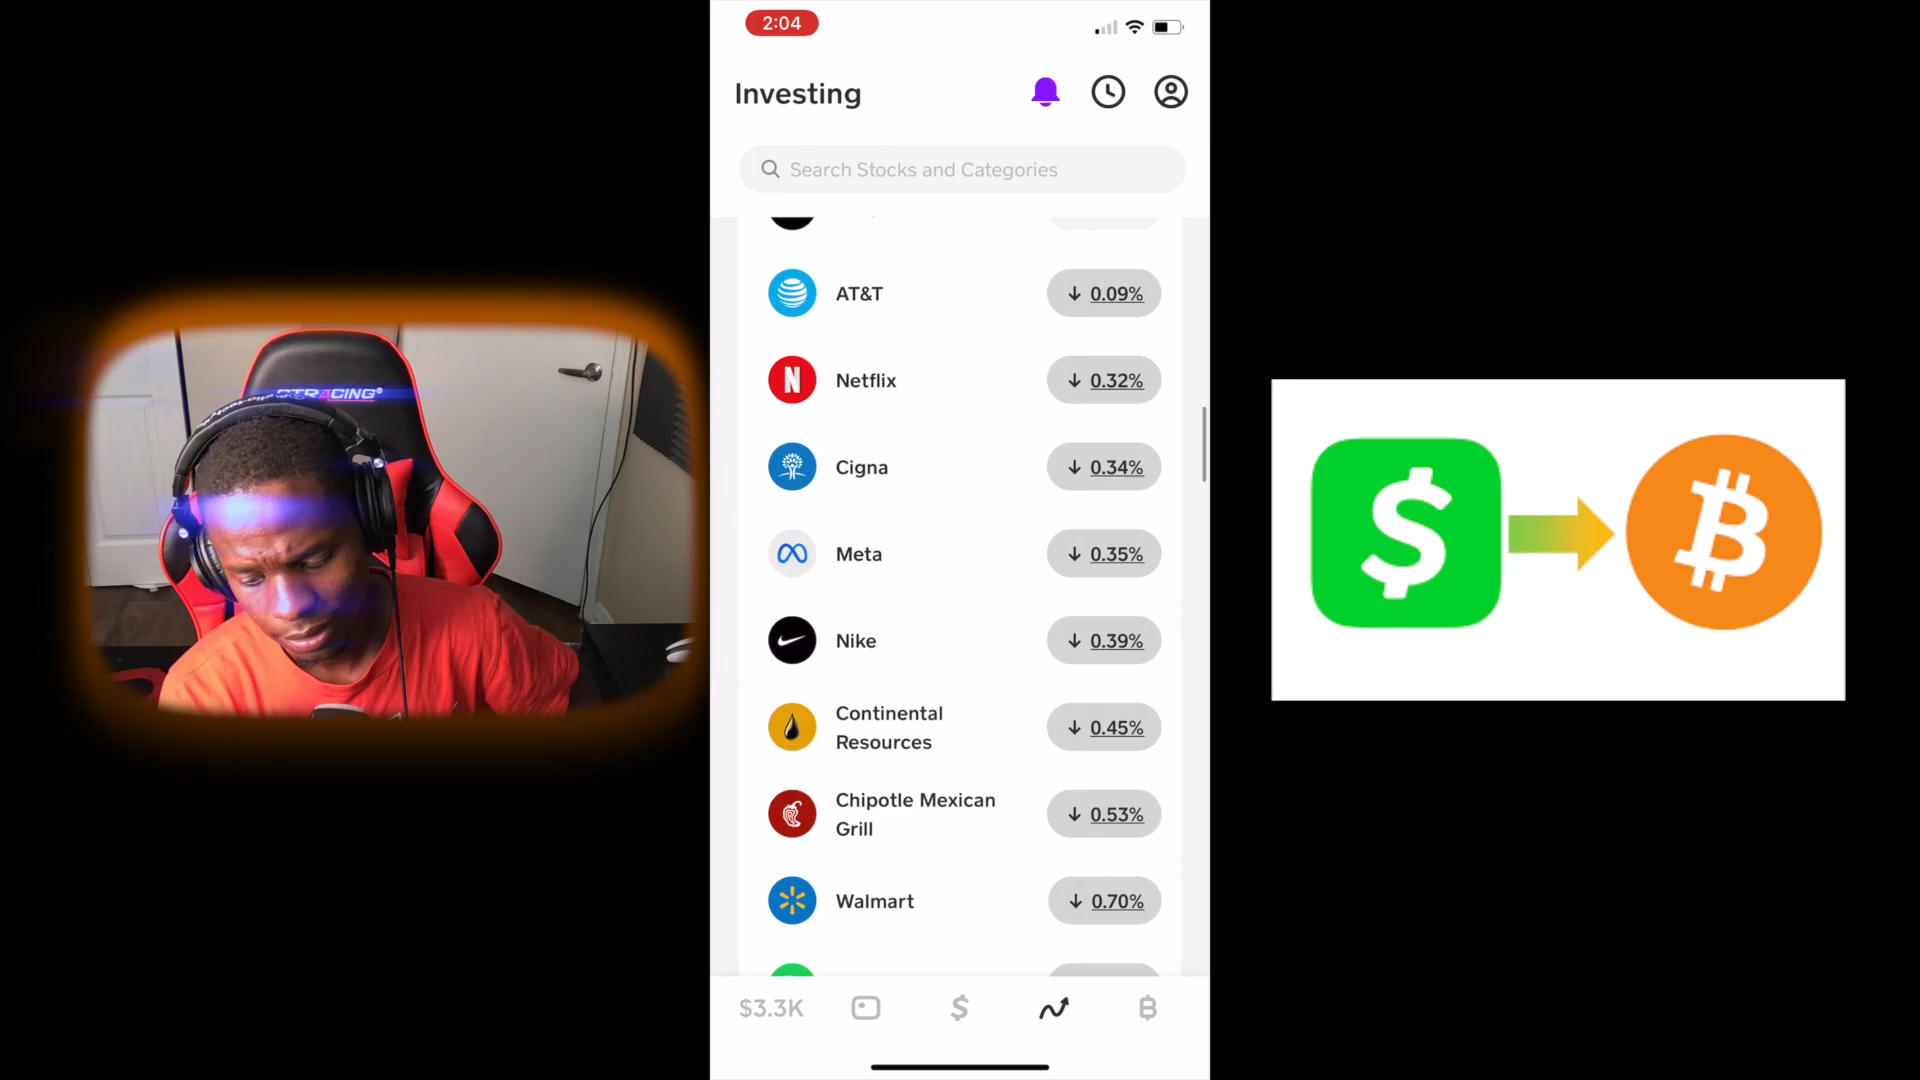 2:04
Investing
Search Stocks and Categories
AT&T ↓ 0.09%
Netflix ↓ 0.32%
Cigna ↓ 0.34%
Meta ↓ 0.35%
Nike ↓ 0.39%
Continental
Resources ↓ 0.45%
Chipotle Mexican
Grill ↓ 0.53%
Walmart ↓ 0.70%
$3.3K